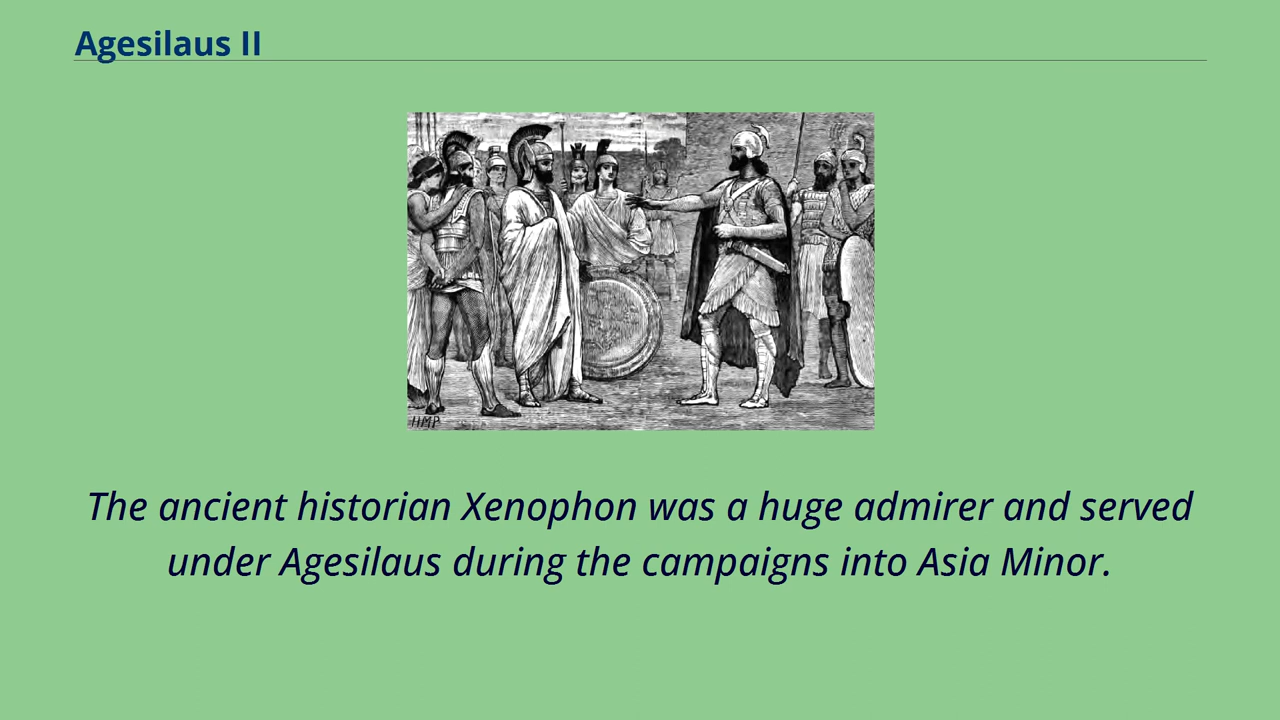 Agesilaus II
HMP
The ancient historian Xenophon was a huge admirer and served
under Agesilaus during the campaigns into Asia Minor.